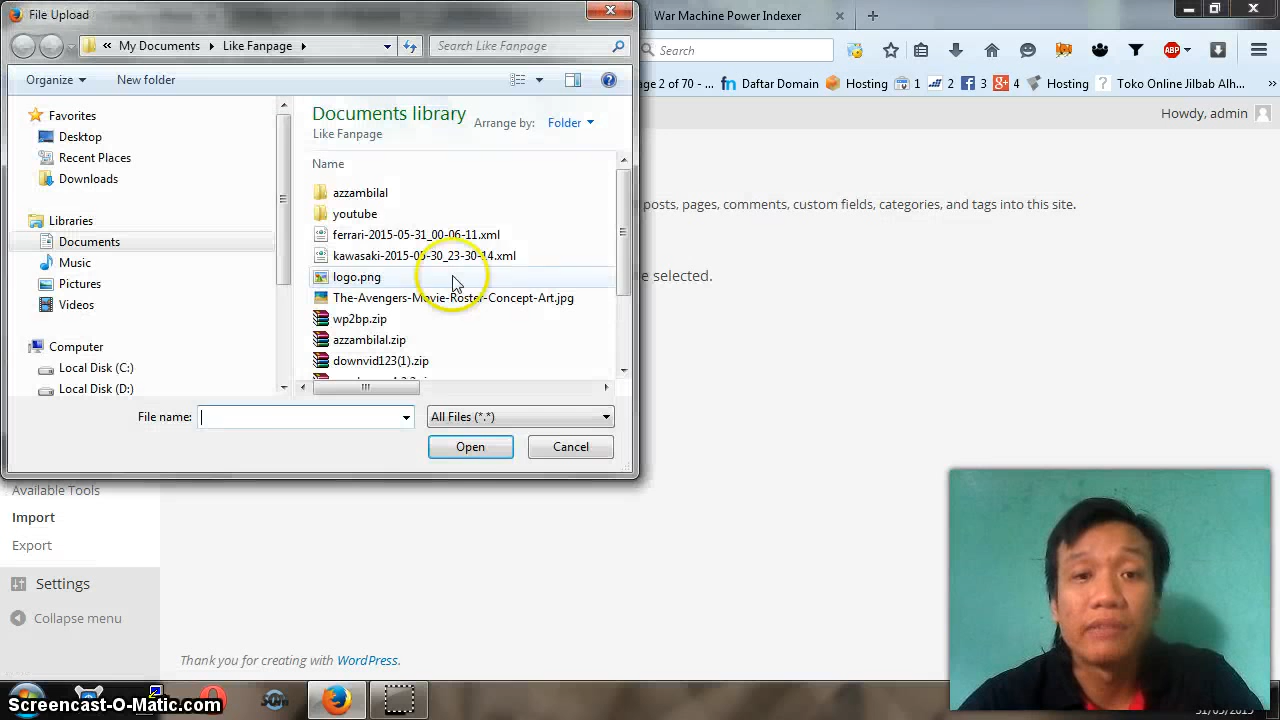 File Upload
My Documents
Like Fanpage
Search Like Fanpage
Organize
New folder
Favorites
Desktop
Recent Places
Downloads
Libraries
Documents
Music
Pictures
Videos
Computer
Local Disk (C:)
Local Disk (D:)
Documents library
Like Fanpage
Arrange by: Folder
Name
azzambilal
youtube
ferrari-2015-05-31_00-06-11.xml
kawasaki-2015-05-30_23-30-14.xml
logo.png
The-Avengers-Movie-Roster-Concept-Art.jpg
wp2bp.zip
azzambilal.zip
downvid123(1).zip
File name:
All Files (*.*)
Open
Cancel
War Machine Power Indexer
Search
ABP
age 2 of 70 - ...
Daftar Domain
Hosting
1
2
3
4
Hosting
Toko Online Jilbab Alh...
Howdy, admin
posts, pages, comments, custom fields, categories, and tags into this site.
e selected.
Available Tools
Import
Export
Settings
Collapse menu
Thank you for creating with WordPress.
Screencast-O-Matic.com
31/05/2015